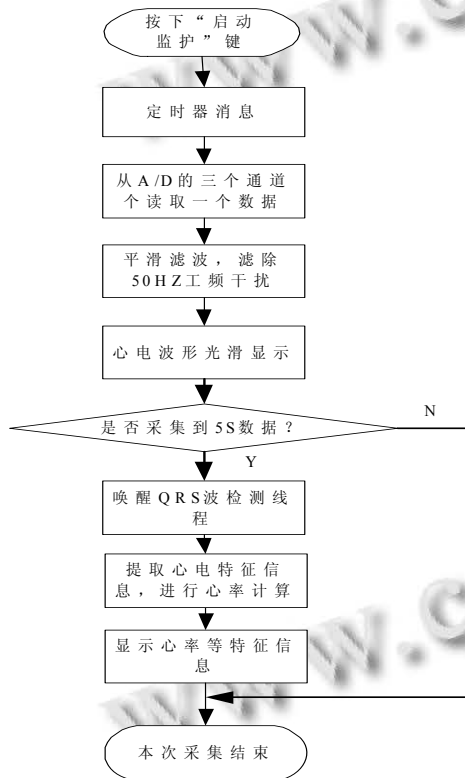 按下“启动
监护”键
定时器消息
从A/D的三个通道
个读取一个数据
平滑滤波，滤除
50HZ工频干扰
心电波形光滑显示
是否采集到5S数据？
N
Y
唤醒QRS波检测线
程
提取心电特征信
息，进行心率计算
显示心率等特征信
息
本次采集结束
www.c
www.c